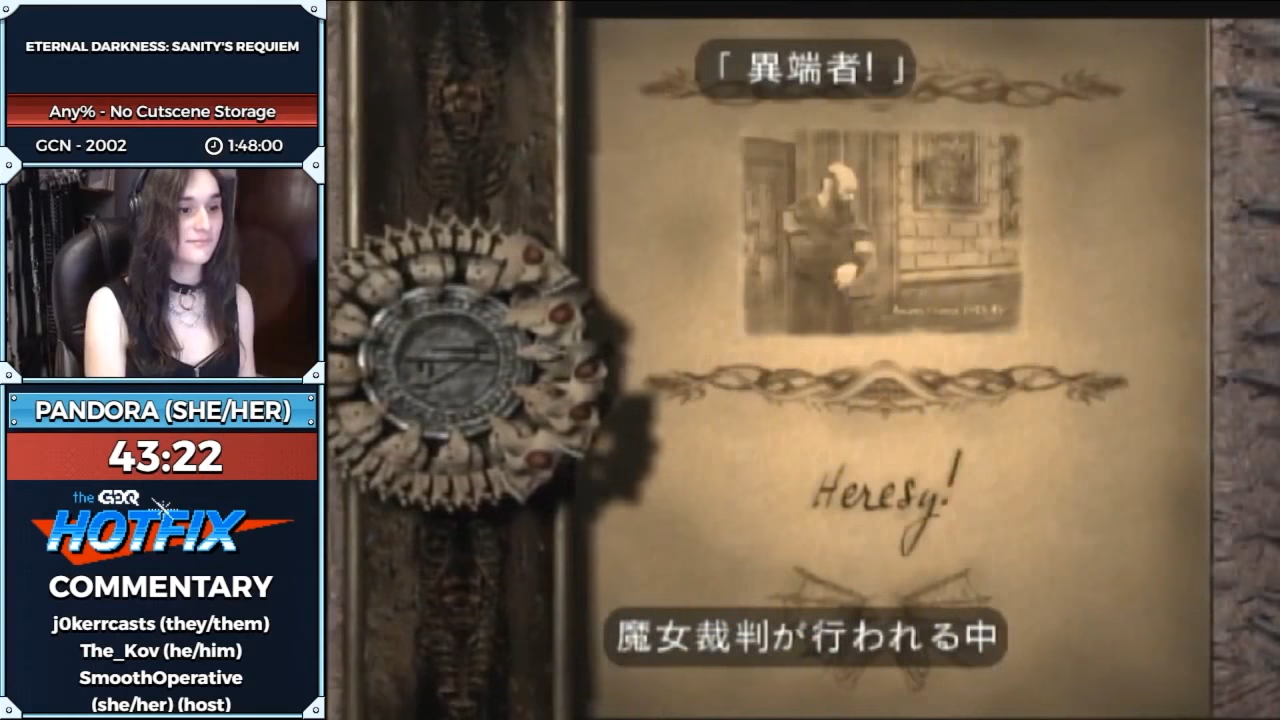 ETERNAL DARKNESS: SANITY'S REQUIEM
Any% - No Cutscene Storage
GCN - 2002
1:48:00
PANDORA (SHE/HER)
43:22
the GDQ
HOTFIX
COMMENTARY
j0kerrcasts (they/them)
The_Kov (he/him)
SmoothOperative
(she/her) (host)
「 異端者! 」
Heresy!
魔女裁判が行われる中